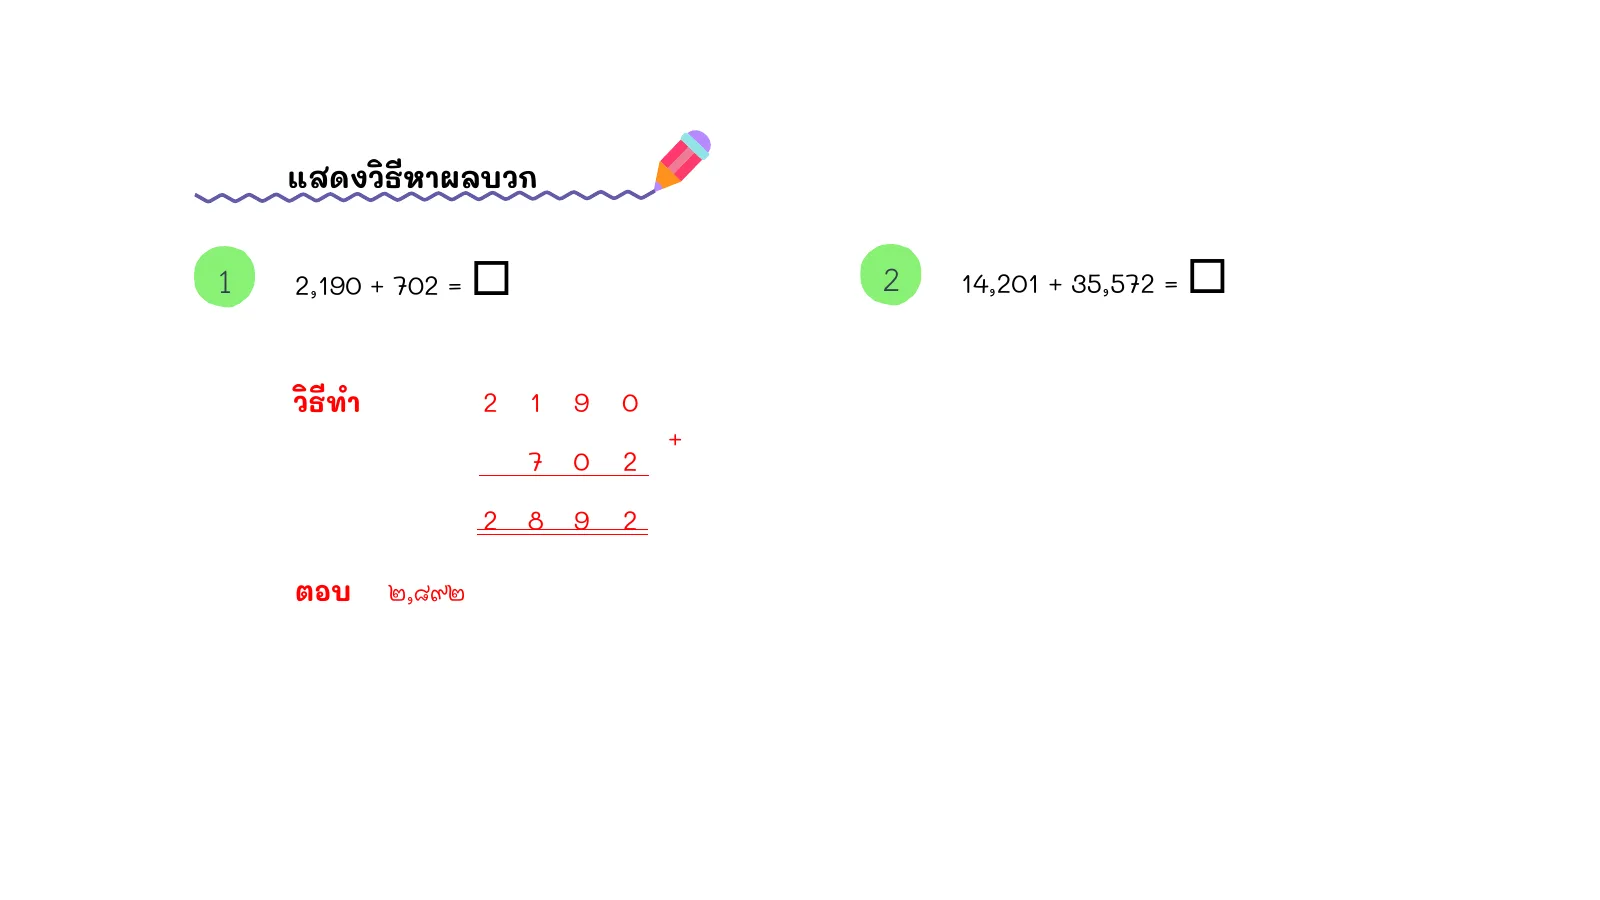 แสดงวิธีหาผลบวก
1 2,190 + 702 = □
วิธีทำ 2 1 9 0
+
7 0 2
2 8 9 2
ตอบ ๒,๘๙๒
2 14,201 + 35,572 = □